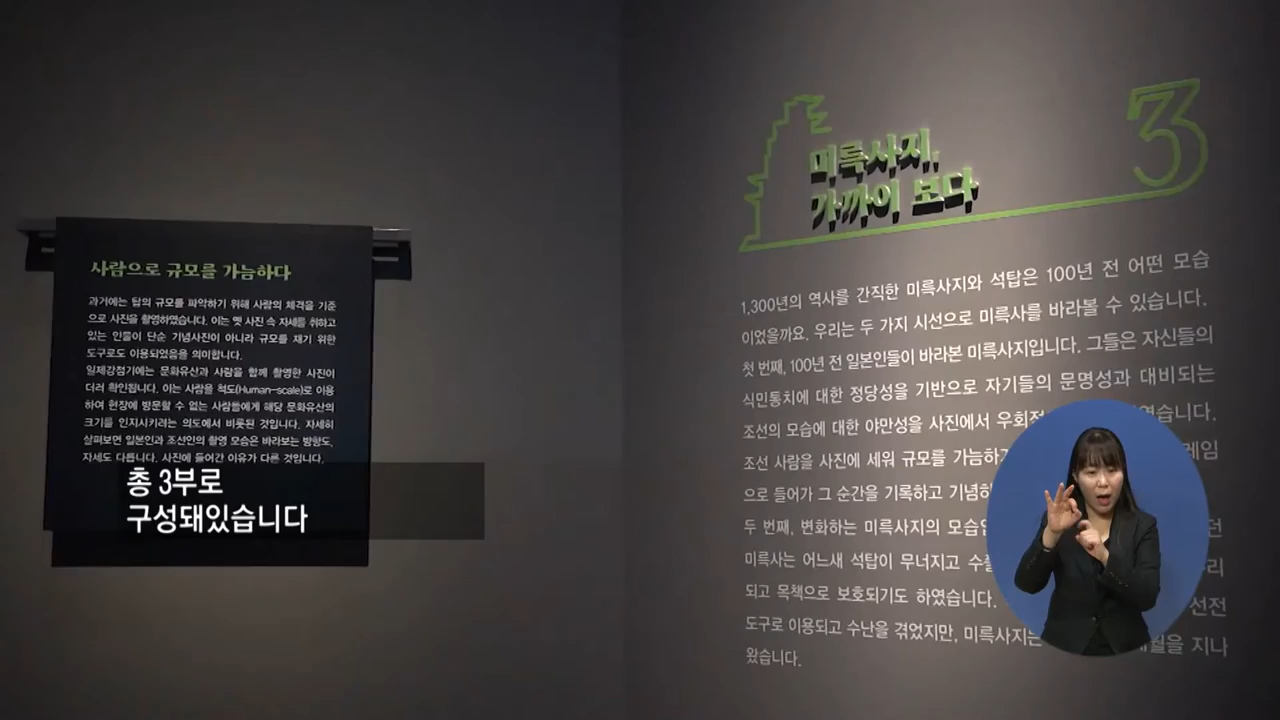 사람으로 규모를 가늠하다
과거에는 탑의 규모를 파악하기 위해 사람의 체격을 기준
으로 사진을 촬영하였습니다. 이는 옛 사진 속 자세를 취하고
있는 인물이 단순 기념사진이 아니라 규모를 재기 위한
도구로도 이용되었음을 의미합니다.
일제강점기에는 문화유산과 사람을 함께 촬영한 사진이
더러 확인됩니다. 이는 사람을 척도(Human-scale)로 이용
하여 현장에 방문할 수 없는 사람들에게 해당 문화유산의
크기를 인지시키려는 의도에서 비롯된 것입니다. 자세히
살펴보면 일본인과 조선인의 촬영 모습은 바라보는 방향도,
자세도 다릅니다. 사진에 들어간 이유가 다른 것입니다.
총 3부로
구성돼있습니다
미륵사지,
가까이 보다
3
1,300년의 역사를 간직한 미륵사지와 석탑은 100년 전 어떤 모습
이었을까요. 우리는 두 가지 시선으로 미륵사를 바라볼 수 있습니다.
첫 번째, 100년 전 일본인들이 바라본 미륵사지입니다. 그들은 자신들의
식민통치에 대한 정당성을 기반으로 자기들의 문명성과 대비되는
조선의 모습에 대한 야만성을 사진에서
조선 사람을 사진에 세워 규모를
으로 들어가 그 순간을 기록하고
두 번째, 변화하는 미륵사지의
미륵사는 어느새 석탑이 무너지고
되고 목책으로 보호되기도 하였습니다. 선전
도구로 이용되고 수난을 겪었지만, 지나
왔습니다.